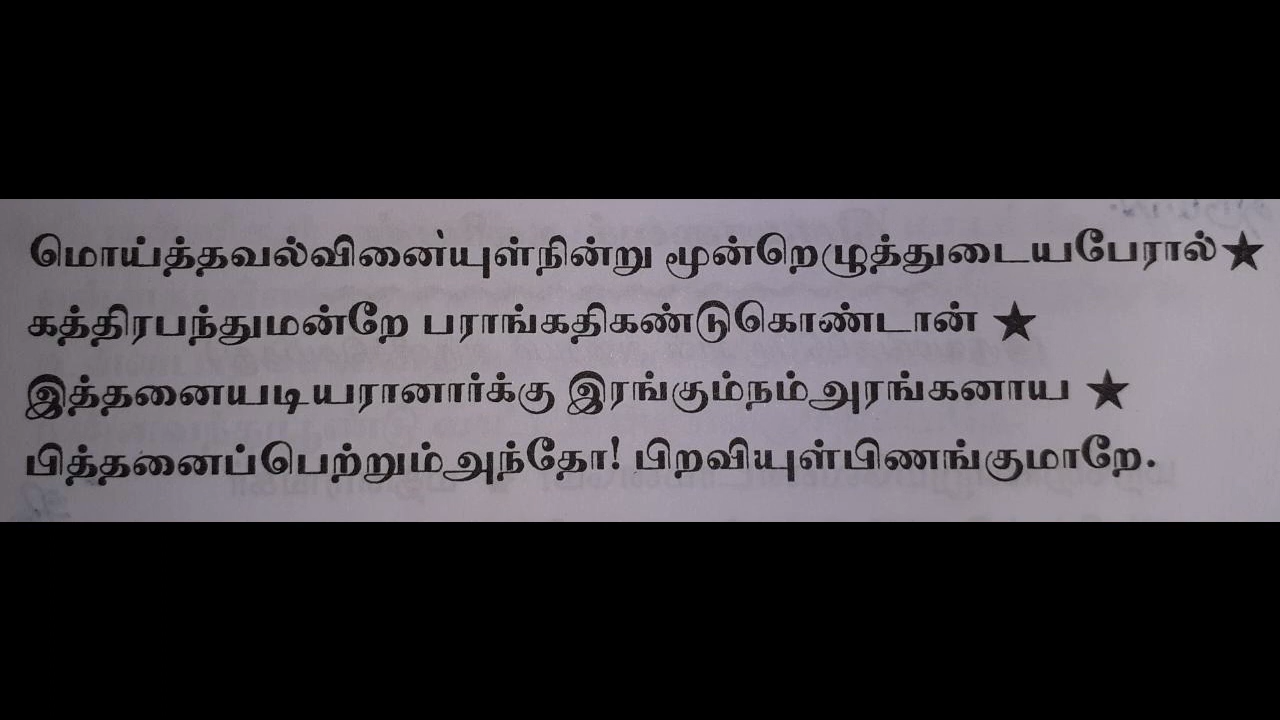 மொய்த்தவல்வினையுள்நின்று மூன்றெழுத்துடையபேரால்★
கத்திரபந்துமன்றே பராங்கதிகண்டுகொண்டான் ★
இத்தனையடியரானார்க்கு இரங்கும்நம்அரங்கனாய ★
பித்தனைப்பெற்றும்அந்தோ! பிறவியுள்பிணங்குமாறே.